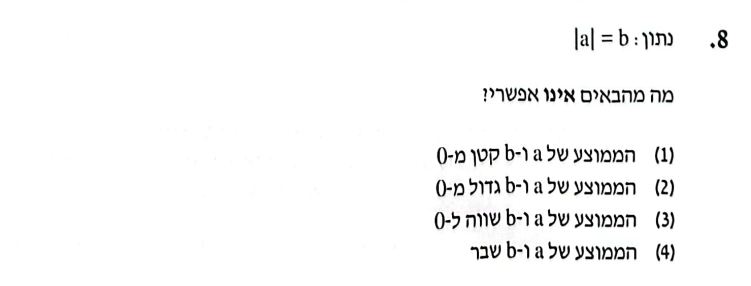 8. נתון: |a| = b
מה מהבאים אינו אפשרי?
(1) הממוצע של a ו-b קטן מ-0
(2) הממוצע של a ו-b גדול מ-0
(3) הממוצע של a ו-b שווה ל-0
(4) הממוצע של a ו-b שבר